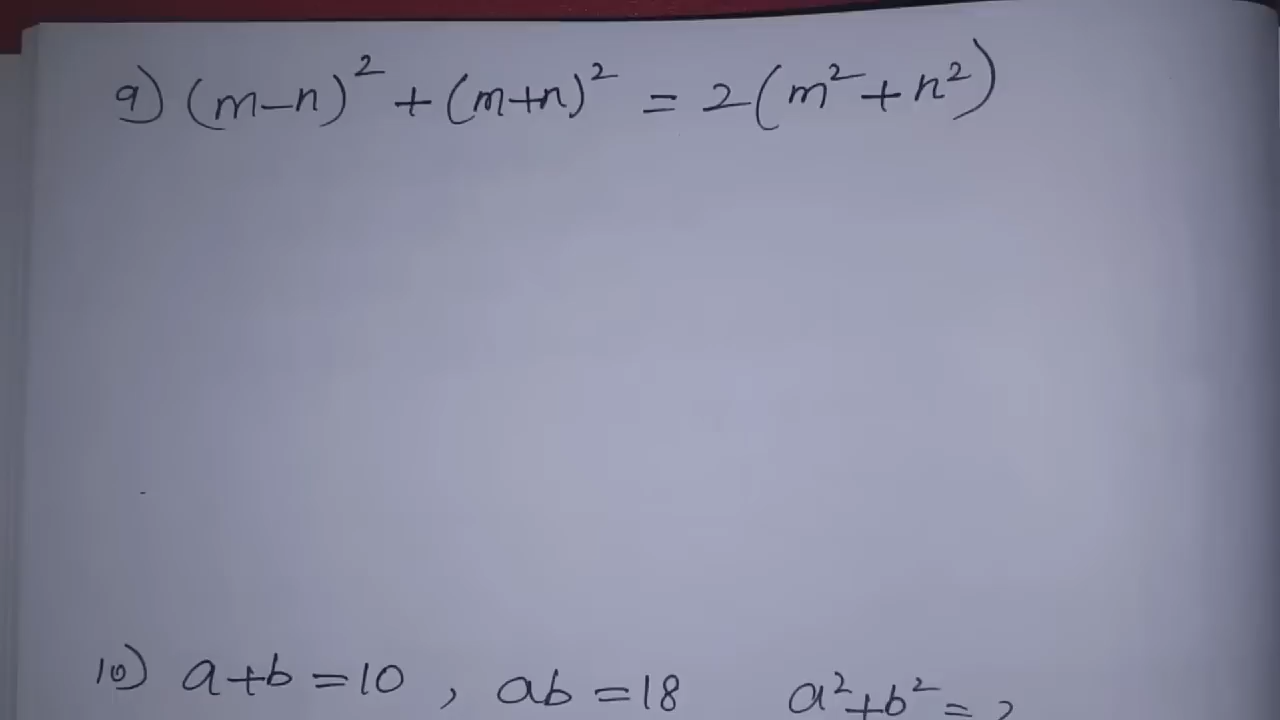 9) (m-n)² + (m+n)² = 2(m²+n²)
10) a+b = 10 , ab = 18 a²+b² = ?